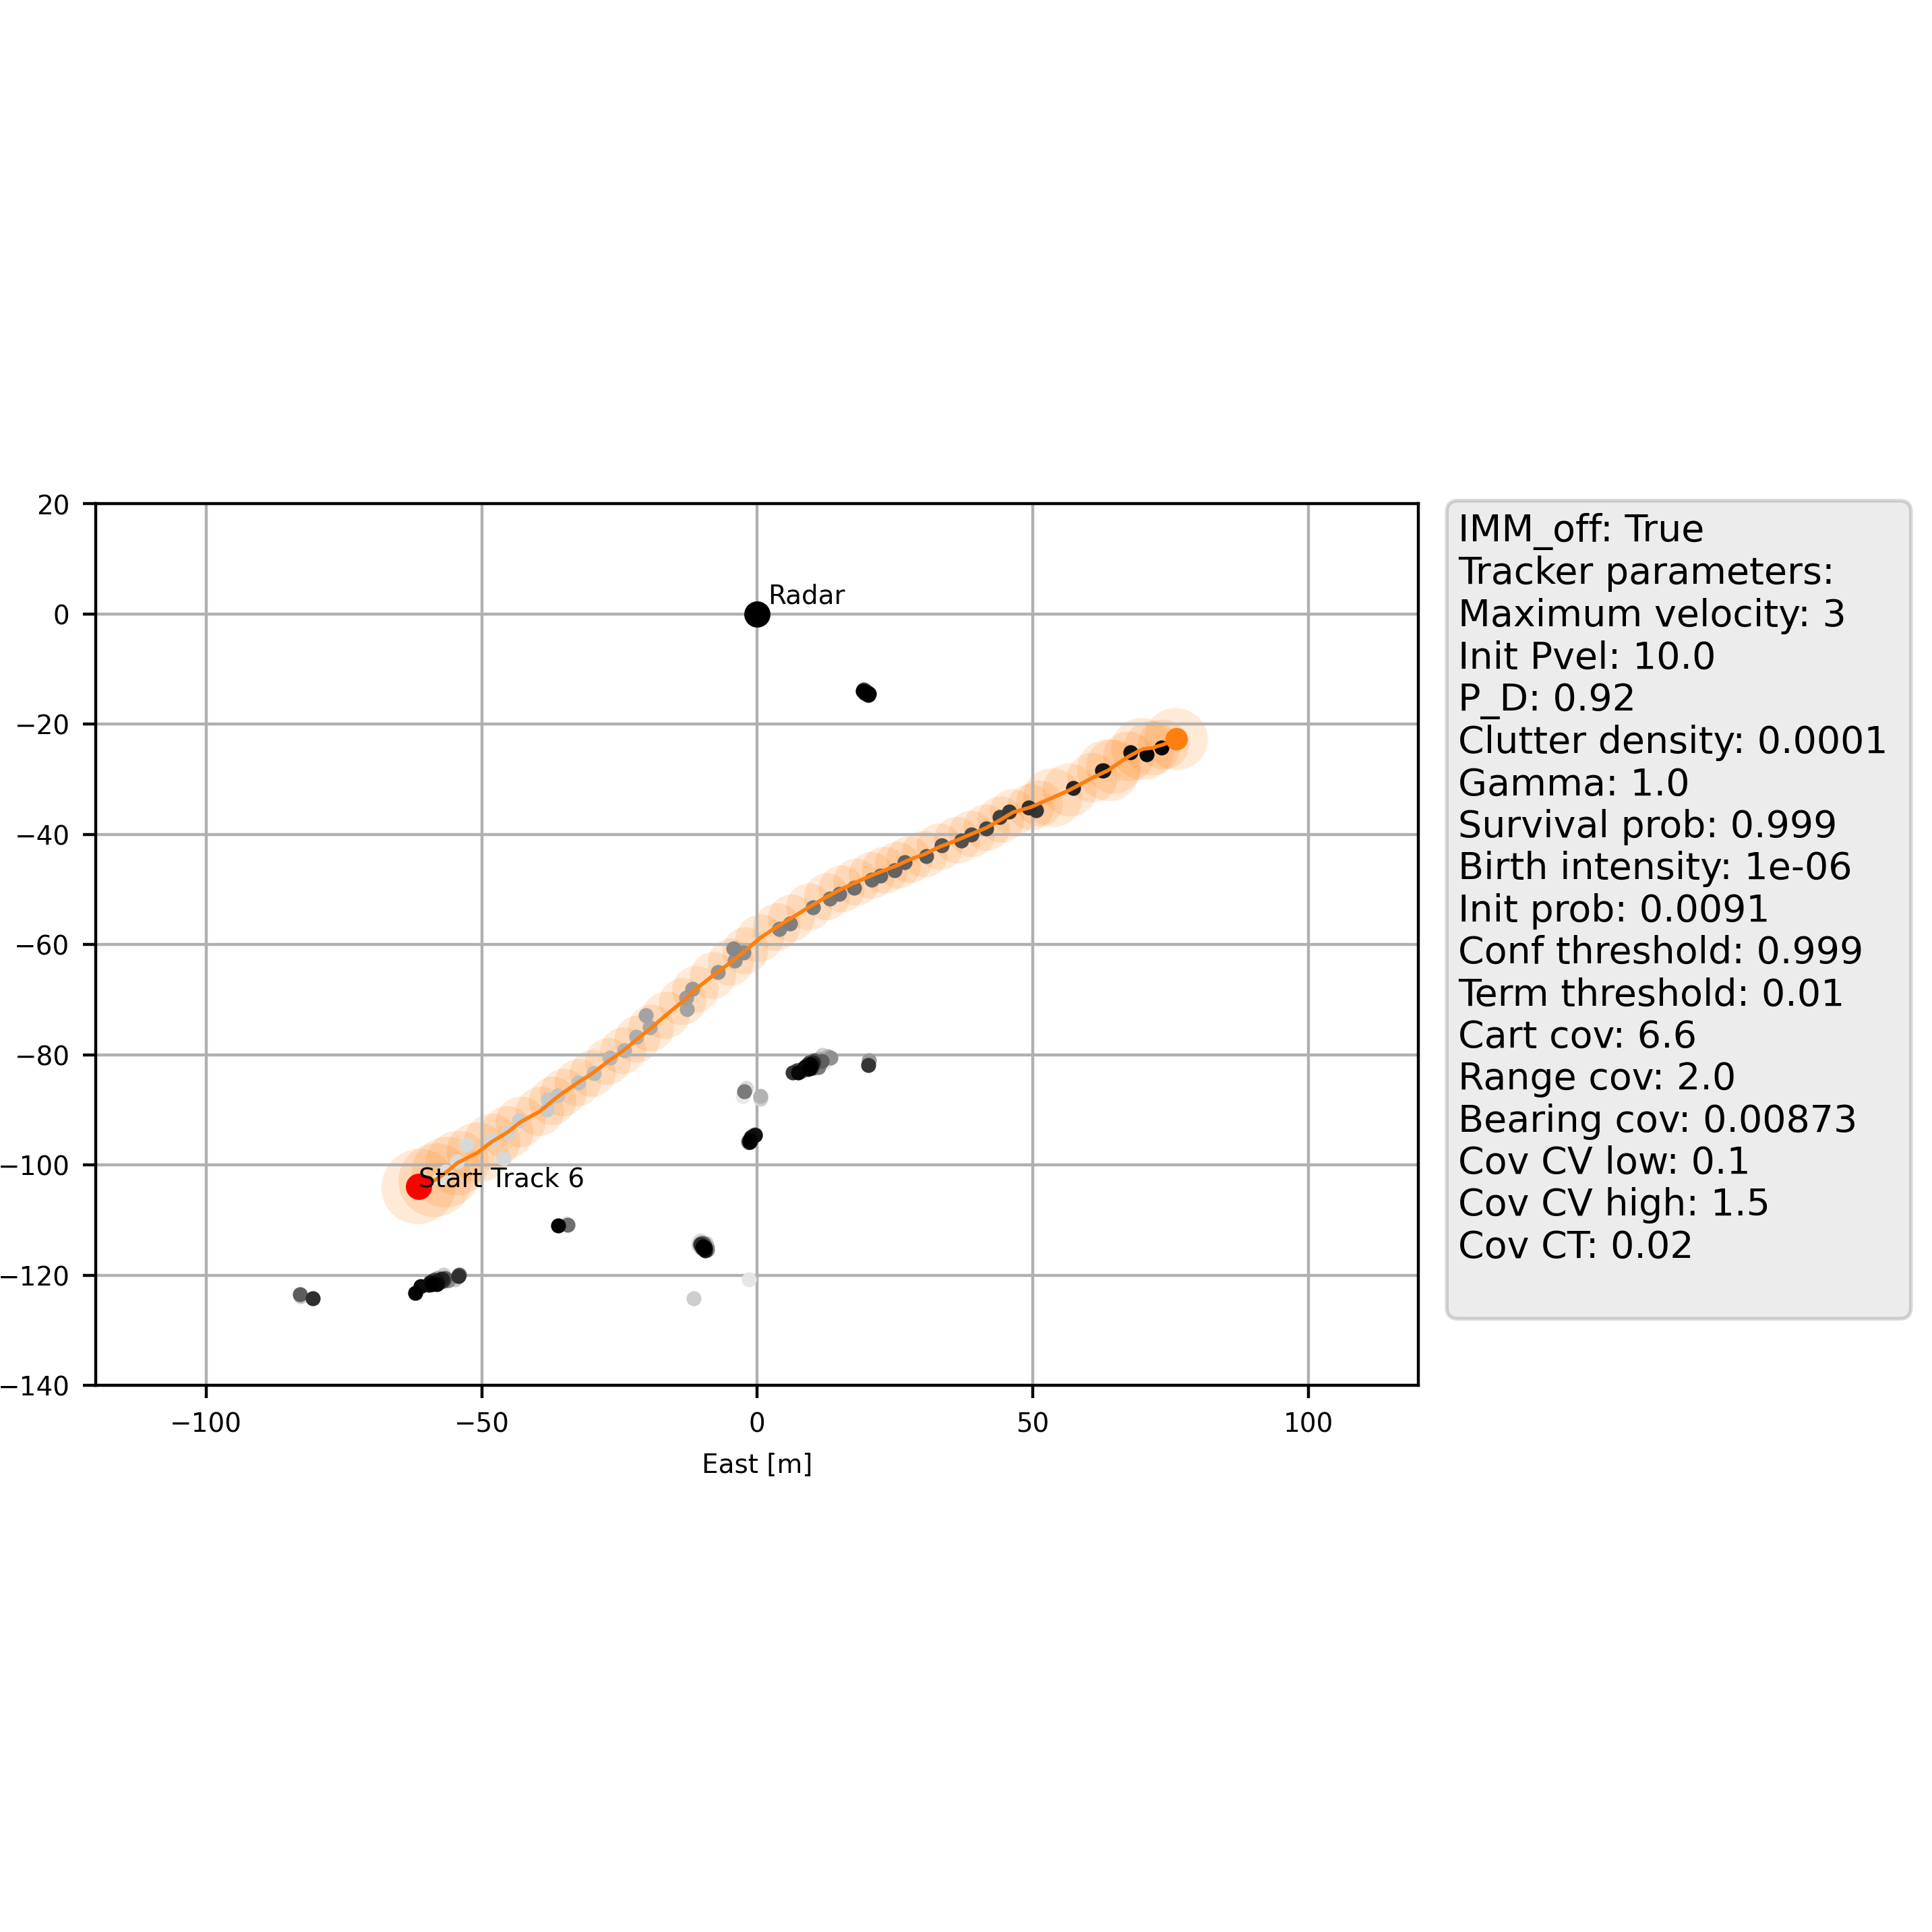 20
0
−20
−40
−60
−80
−100
−120
−140
Radar
Start Track 6
−100
−50
0
50
100
East [m]
IMM_off: True
Tracker parameters:
Maximum velocity: 3
Init Pvel: 10.0
P_D: 0.92
Clutter density: 0.0001
Gamma: 1.0
Survival prob: 0.999
Birth intensity: 1e-06
Init prob: 0.0091
Conf threshold: 0.999
Term threshold: 0.01
Cart cov: 6.6
Range cov: 2.0
Bearing cov: 0.00873
Cov CV low: 0.1
Cov CV high: 1.5
Cov CT: 0.02